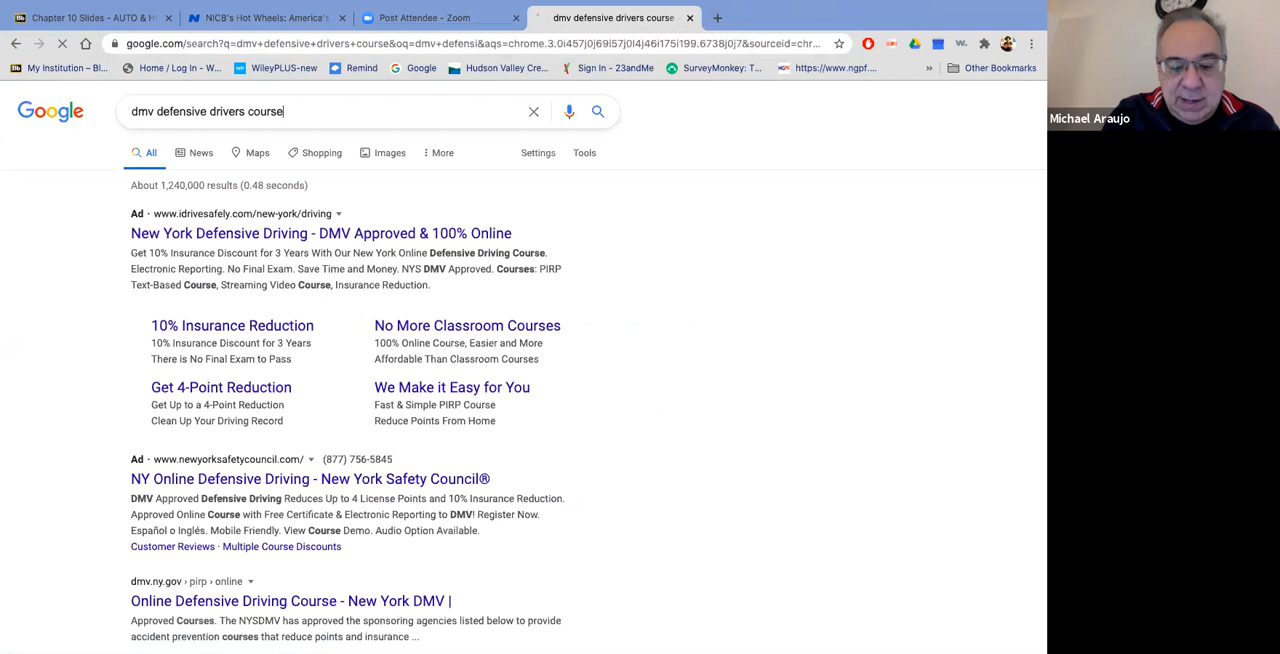 Chapter 10 Slides - AUTO & H
NICB's Hot Wheels: America's
Post Attendee - Zoom
dmv defensive drivers course
google.com/search?q=dmv+defensive+drivers+course&oq=dmv+defensi&aqs=chrome.3.0i457j0j69i57j0l4j46i175i199.6738j0j7&sourceid=chr...
My Institution – Bl...
Home / Log In - W...
WileyPLUS-new
Remind
Google
Hudson Valley Cre...
Sign In - 23andMe
SurveyMonkey: T...
https://www.ngpf....
»
Other Bookmarks
Michael Araujo
Google
dmv defensive drivers course
All
News
Maps
Shopping
Images
More
Settings
Tools
About 1,240,000 results (0.48 seconds)
Ad · www.idrivesafely.com/new-york/driving
New York Defensive Driving - DMV Approved & 100% Online
Get 10% Insurance Discount for 3 Years With Our New York Online Defensive Driving Course.
Electronic Reporting. No Final Exam. Save Time and Money. NYS DMV Approved. Courses: PIRP
Text-Based Course, Streaming Video Course, Insurance Reduction.
10% Insurance Reduction
10% Insurance Discount for 3 Years
There is No Final Exam to Pass
No More Classroom Courses
100% Online Course, Easier and More
Affordable Than Classroom Courses
Get 4-Point Reduction
Get Up to a 4-Point Reduction
Clean Up Your Driving Record
We Make it Easy for You
Fast & Simple PIRP Course
Reduce Points From Home
Ad · www.newyorksafetycouncil.com/ (877) 756-5845
NY Online Defensive Driving - New York Safety Council®
DMV Approved Defensive Driving Reduces Up to 4 License Points and 10% Insurance Reduction.
Approved Online Course with Free Certificate & Electronic Reporting to DMV! Register Now.
Español o Inglés. Mobile Friendly. View Course Demo. Audio Option Available.
Customer Reviews · Multiple Course Discounts
dmv.ny.gov › pirp › online
Online Defensive Driving Course - New York DMV |
Approved Courses. The NYSDMV has approved the sponsoring agencies listed below to provide
accident prevention courses that reduce points and insurance ...